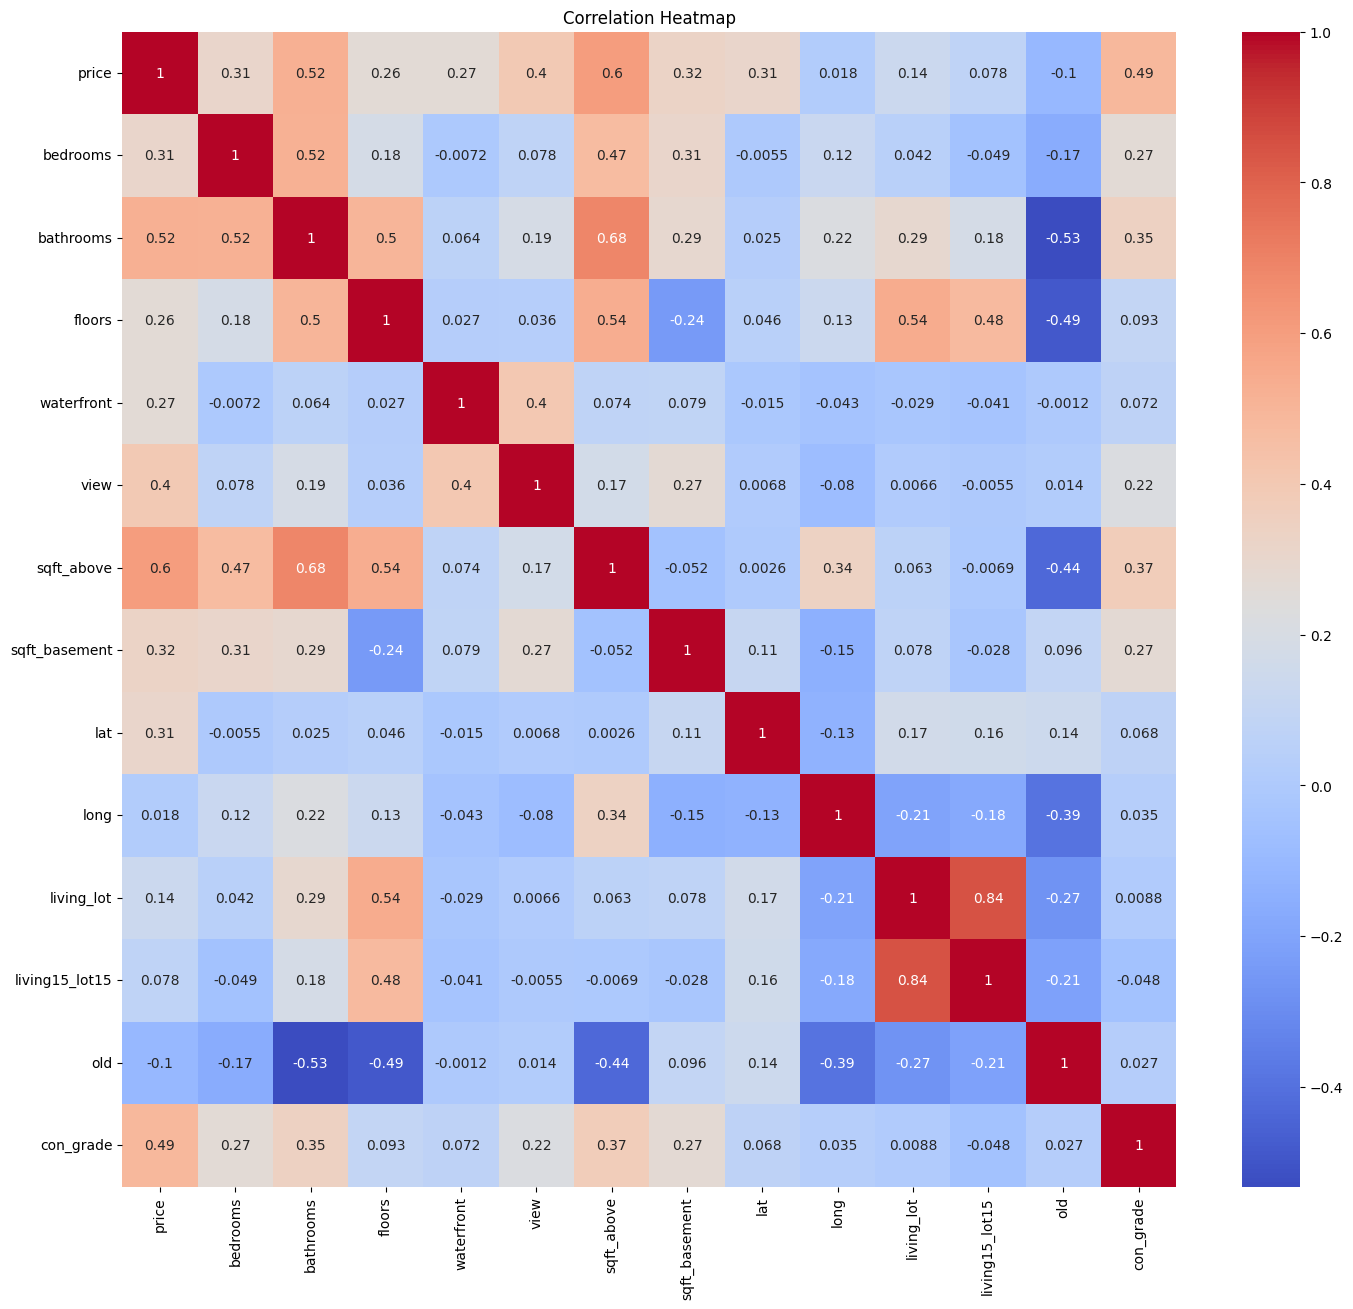 Correlation Heatmap
price 1 0.31 0.52 0.26 0.27 0.4 0.6 0.32 0.31 0.018 0.14 0.078 -0.1 0.49
bedrooms 0.31 1 0.52 0.18 -0.0072 0.078 0.47 0.31 -0.0055 0.12 0.042 -0.049 -0.17 0.27
bathrooms 0.52 0.52 1 0.5 0.064 0.19 0.68 0.29 0.025 0.22 0.29 0.18 -0.53 0.35
floors 0.26 0.18 0.5 1 0.027 0.036 0.54 -0.24 0.046 0.13 0.54 0.48 -0.49 0.093
waterfront 0.27 -0.0072 0.064 0.027 1 0.4 0.074 0.079 -0.015 -0.043 -0.029 -0.041 -0.0012 0.072
view 0.4 0.078 0.19 0.036 0.4 1 0.17 0.27 0.0068 -0.08 0.0066 -0.0055 0.014 0.22
sqft_above 0.6 0.47 0.68 0.54 0.074 0.17 1 -0.052 0.0026 0.34 0.063 -0.0069 -0.44 0.37
sqft_basement 0.32 0.31 0.29 -0.24 0.079 0.27 -0.052 1 0.11 -0.15 0.078 -0.028 0.096 0.27
lat 0.31 -0.0055 0.025 0.046 -0.015 0.0068 0.0026 0.11 1 -0.13 0.17 0.16 0.14 0.068
long 0.018 0.12 0.22 0.13 -0.043 -0.08 0.34 -0.15 -0.13 1 -0.21 -0.18 -0.39 0.035
living_lot 0.14 0.042 0.29 0.54 -0.029 0.0066 0.063 0.078 0.17 -0.21 1 0.84 -0.27 0.0088
living15_lot15 0.078 -0.049 0.18 0.48 -0.041 -0.0055 -0.0069 -0.028 0.16 -0.18 0.84 1 -0.21 -0.048
old -0.1 -0.17 -0.53 -0.49 -0.0012 0.014 -0.44 0.096 0.14 -0.39 -0.27 -0.21 1 0.027
con_grade 0.49 0.27 0.35 0.093 0.072 0.22 0.37 0.27 0.068 0.035 0.0088 -0.048 0.027 1
price bedrooms bathrooms floors waterfront view sqft_above sqft_basement lat long living_lot living15_lot15 old con_grade
1.0
0.8
0.6
0.4
0.2
0.0
−0.2
−0.4